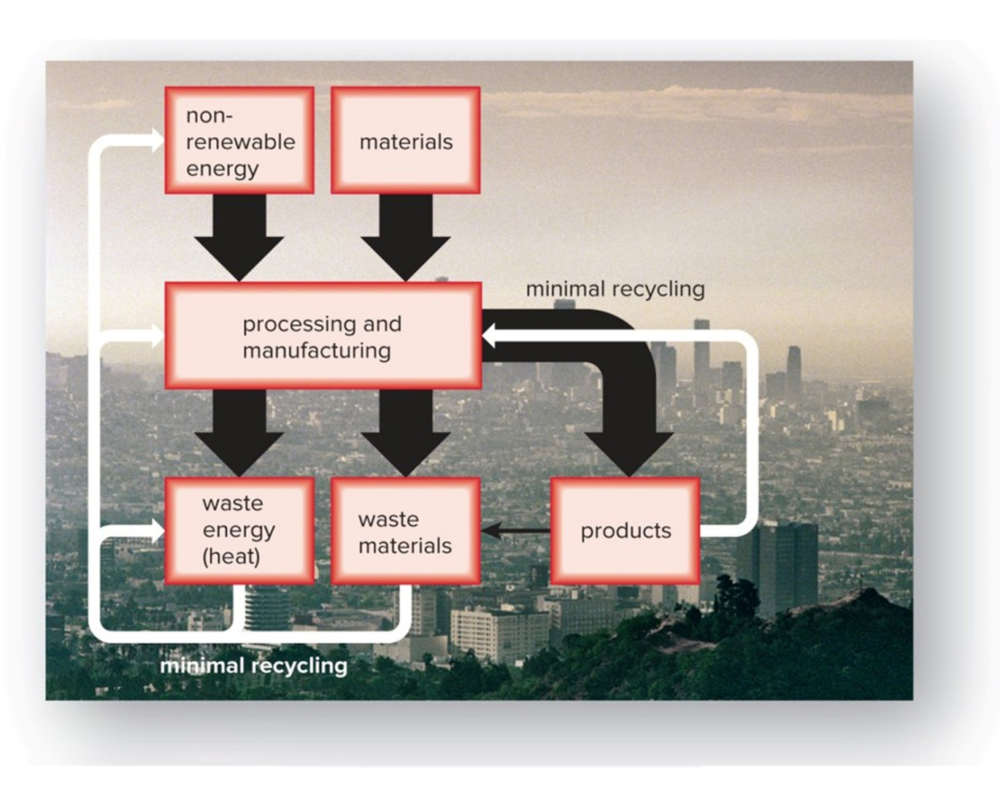 non-
renewable
energy
materials
minimal recycling
processing and
manufacturing
waste
energy
(heat)
waste
materials
products
minimal recycling